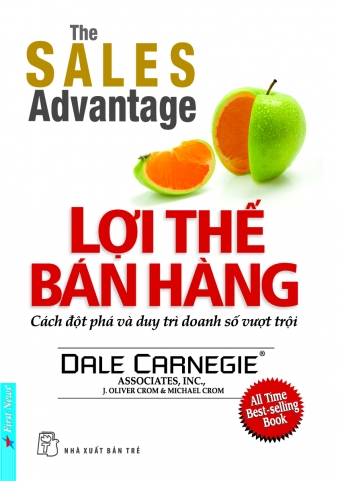 The
SALES
Advantage
LỢI THẾ
BÁN HÀNG
Cách đột phá và duy trì doanh số vượt trội
DALE CARNEGIE®
ASSOCIATES, INC.,
J. OLIVER CROM & MICHAEL CROM
All Time
Best-selling
Book
First News
NHÀ XUẤT BẢN TRẺ